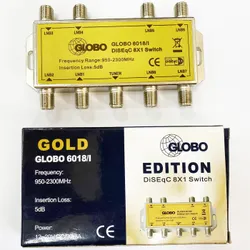 LNB3
LNB4
LNB5
LNB6
GLOBO
GLOBO 6018/I
DiSEqC 8X1 Switch
Frequency Range: 950-2300MHz
Insertion Loss: 5dB
LNB2
LNB1
TUNER
LNB8
LNB7
GOLD
GLOBO 6018/I
Frequency:
950-2300MHz
Insertion Loss:
5dB
Power:
GLOBO
EDITION
DiSEqC 8X1 Switch